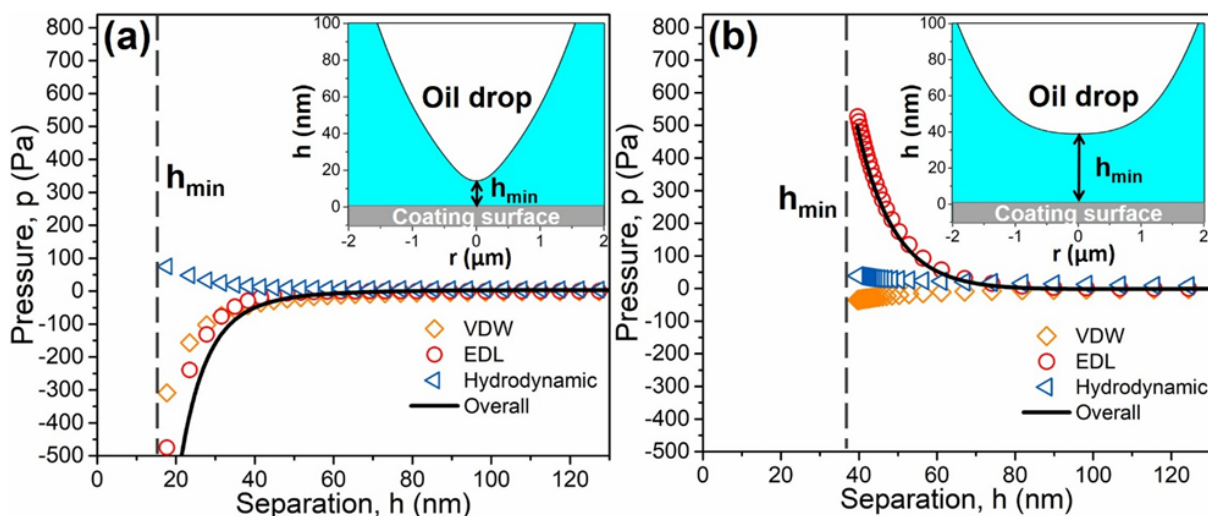 (a)
Pressure, p (Pa)
800
700
600
500
400
300
200
100
0
-100
-200
-300
-400
-500
0 20 40 60 80 100 120
Separation, h (nm)
hmin
VDW
EDL
Hydrodynamic
Overall
h (nm)
100
80
60
40
20
0
Oil drop
hmin
Coating surface
-2 -1 0 1 2
r (μm)
(b)
Pressure, p (Pa)
800
700
600
500
400
300
200
100
0
-100
-200
-300
-400
-500
0 20 40 60 80 100 120
Separation, h (nm)
hmin
VDW
EDL
Hydrodynamic
Overall
h (nm)
100
80
60
40
20
0
Oil drop
hmin
Coating surface
-2 -1 0 1 2
r (μm)